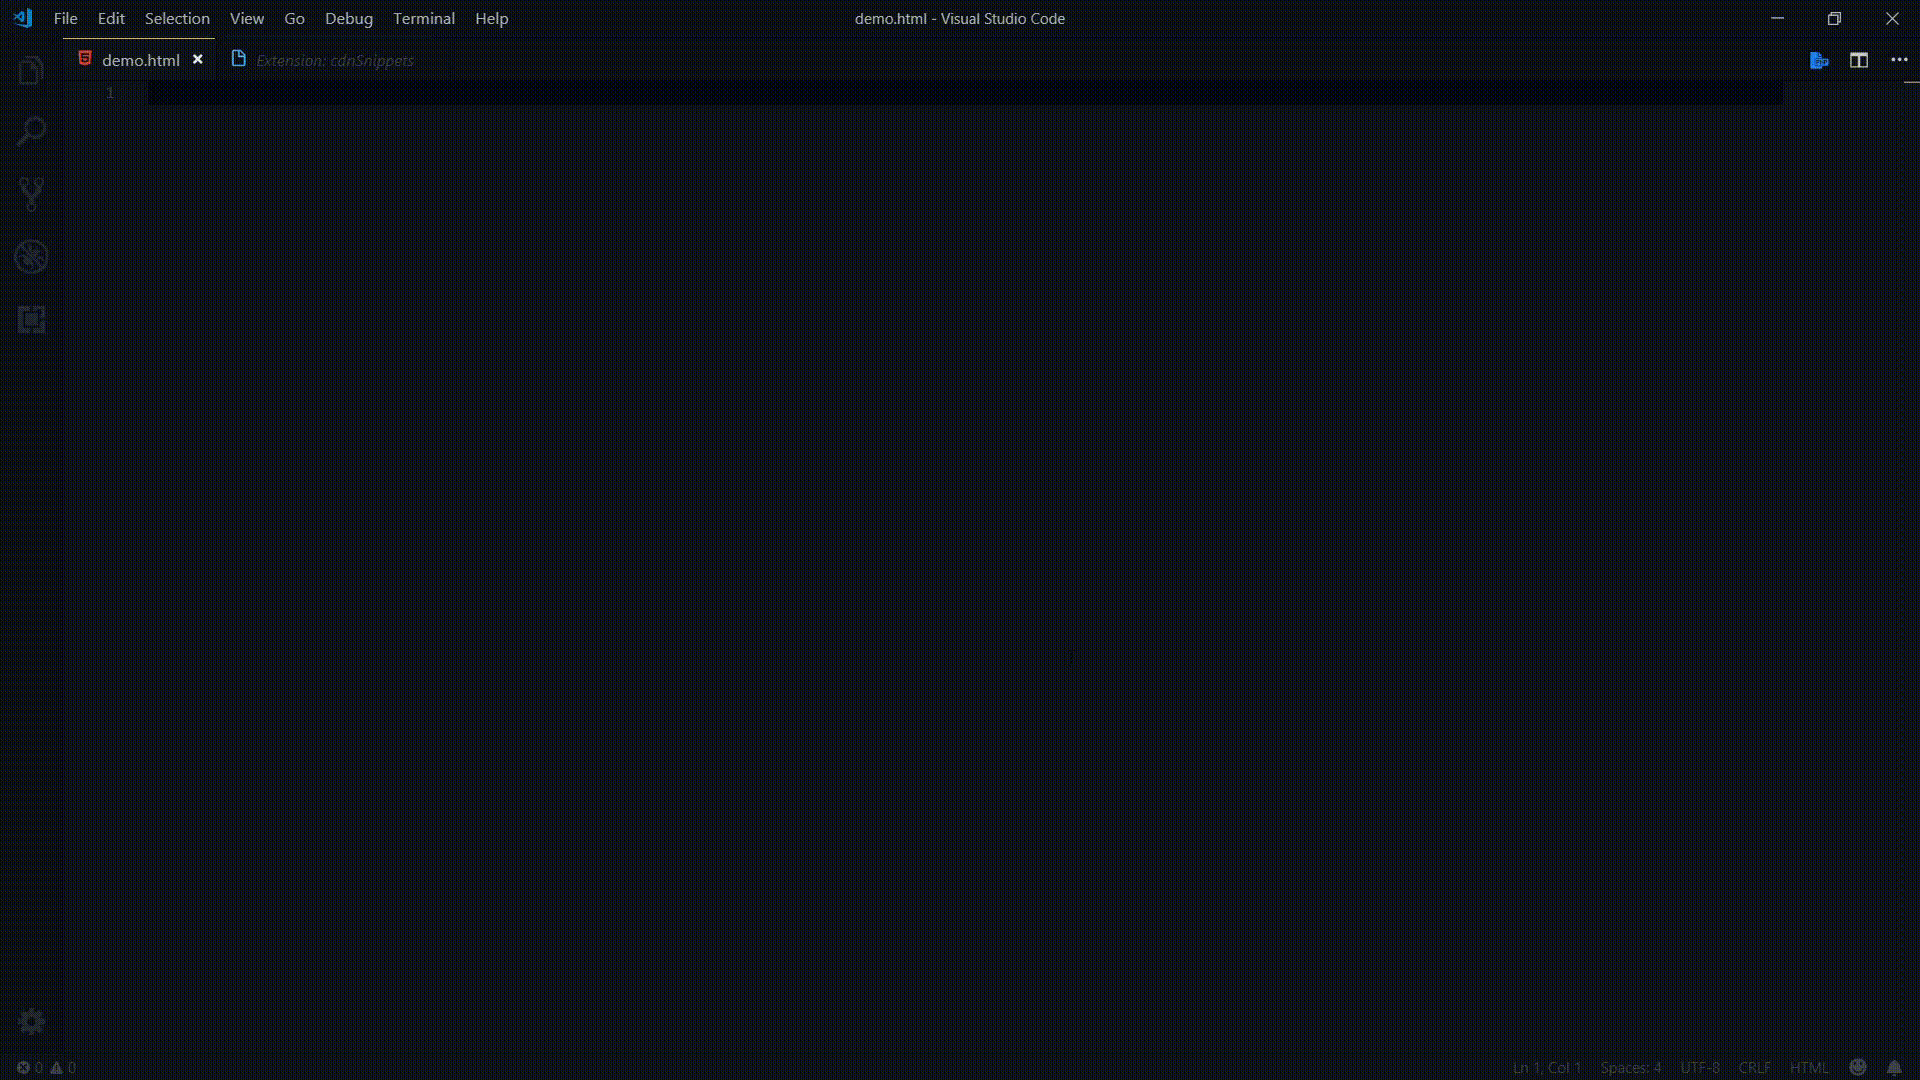 File Edit Selection View Go Debug Terminal Help demo.html - Visual Studio Code
demo.html Extension: cdnSnippets
1
0 0 Ln 1, Col 1 Spaces: 4 UTF-8 CRLF HTML